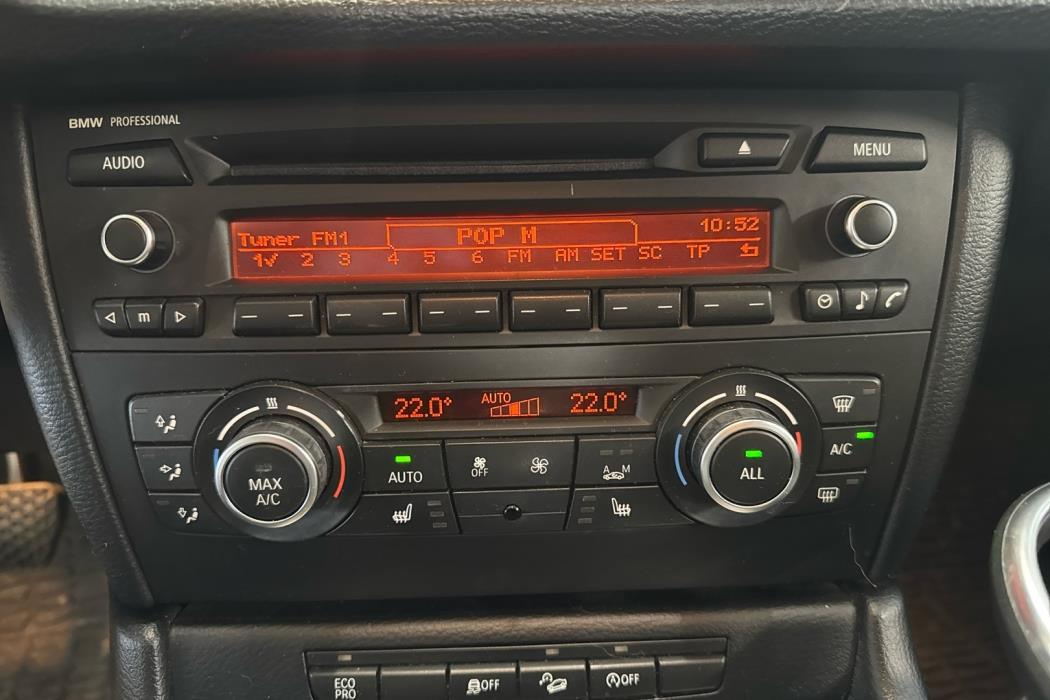 BMW PROFESSIONAL
AUDIO
MENU
Tuner FM1 POP M 10:52
1✓ 2 3 4 5 6 FM AM SET SC TP
m
22.0° AUTO 22.0°
MAX A/C
AUTO
OFF
A M
ALL
A/C
ECO PRO
OFF
OFF